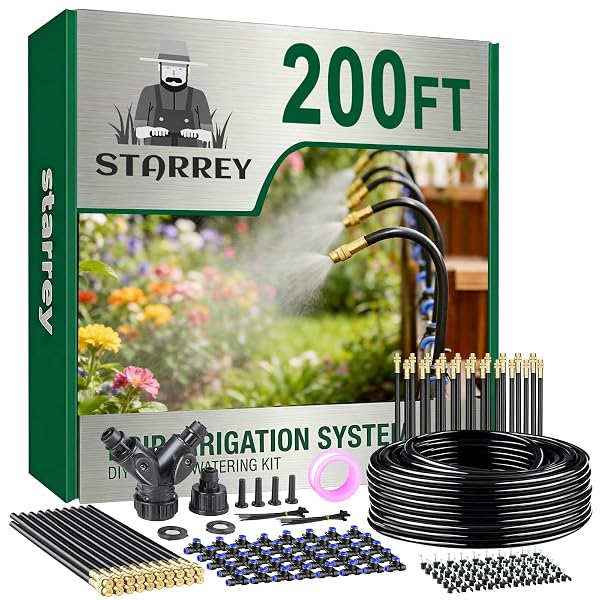 200FT
STARREY
starrey
IRRIGATION SYSTEM
DIY WATERING KIT